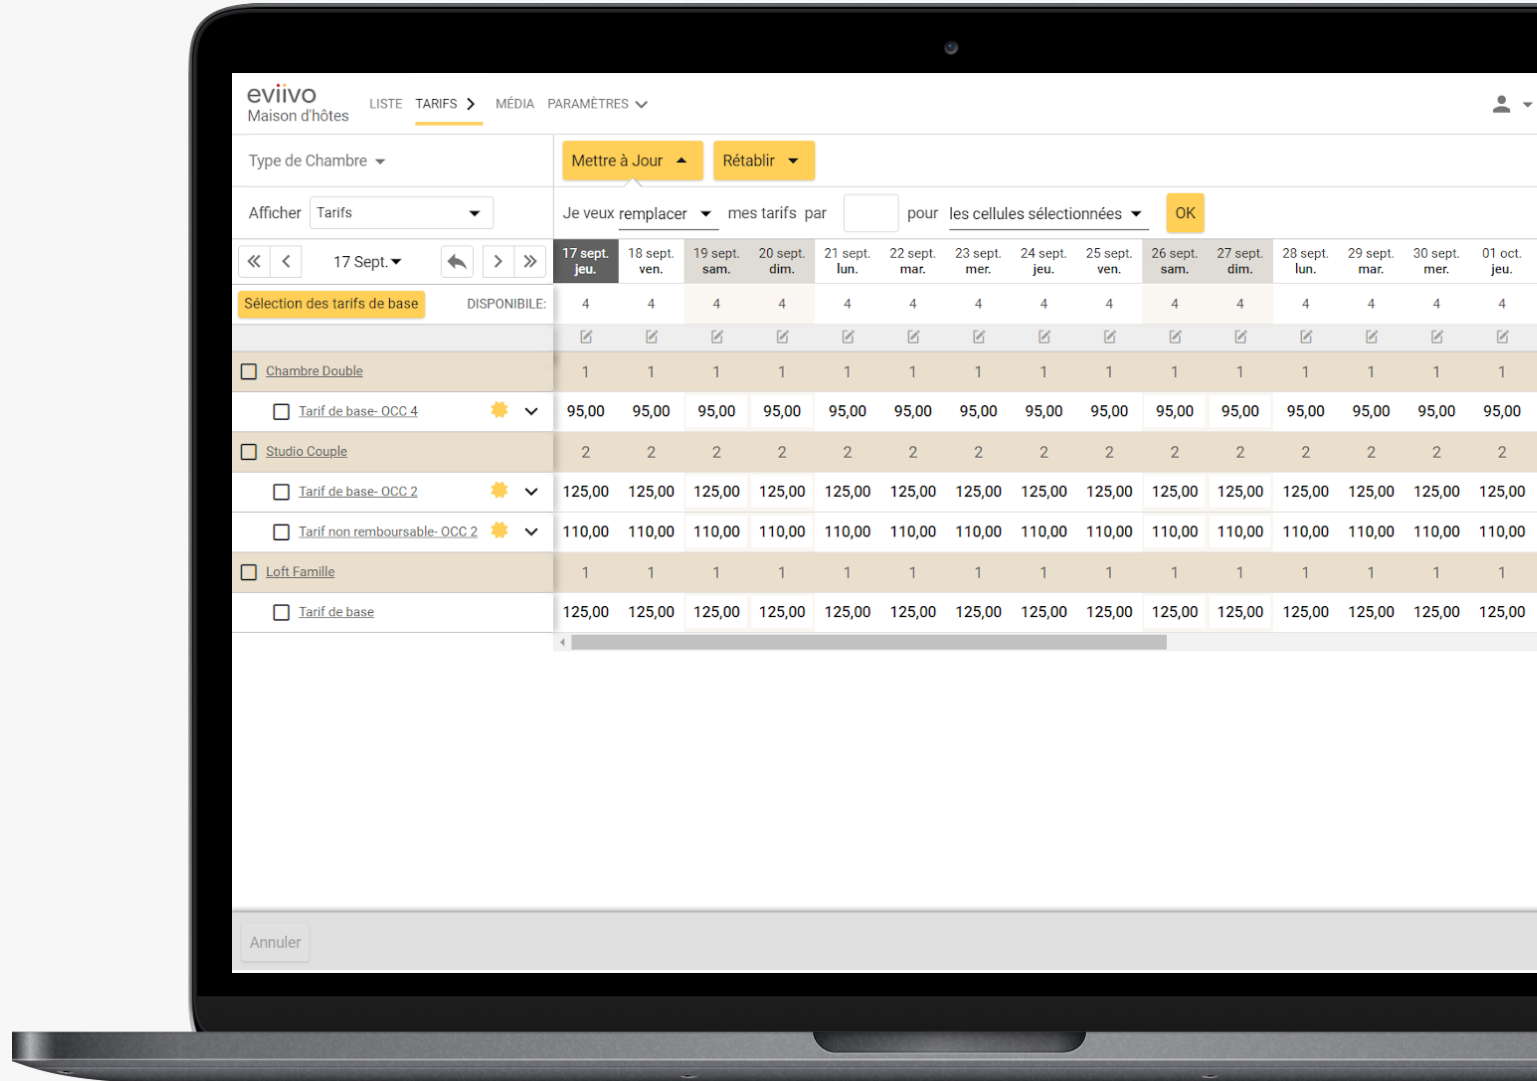 eviivo
Maison d'hôtes
LISTE TARIFS MÉDIA PARAMÈTRES
Type de Chambre Mettre à Jour Rétablir
Afficher Tarifs Je veux remplacer mes tarifs par pour les cellules sélectionnées OK
17 Sept. 17 sept. 18 sept. 19 sept. 20 sept. 21 sept. 22 sept. 23 sept. 24 sept. 25 sept. 26 sept. 27 sept. 28 sept. 29 sept. 30 sept. 01 oct.
jeu. ven. sam. dim. lun. mar. mer. jeu. ven. sam. dim. lun. mar. mer. jeu.
Sélection des tarifs de base DISPONIBILE: 4 4 4 4 4 4 4 4 4 4 4 4 4 4 4
Chambre Double 1 1 1 1 1 1 1 1 1 1 1 1 1 1 1
Tarif de base- OCC 4 95,00 95,00 95,00 95,00 95,00 95,00 95,00 95,00 95,00 95,00 95,00 95,00 95,00 95,00 95,00
Studio Couple 2 2 2 2 2 2 2 2 2 2 2 2 2 2 2
Tarif de base- OCC 2 125,00 125,00 125,00 125,00 125,00 125,00 125,00 125,00 125,00 125,00 125,00 125,00 125,00 125,00 125,00
Tarif non remboursable- OCC 2 110,00 110,00 110,00 110,00 110,00 110,00 110,00 110,00 110,00 110,00 110,00 110,00 110,00 110,00 110,00
Loft Famille 1 1 1 1 1 1 1 1 1 1 1 1 1 1 1
Tarif de base 125,00 125,00 125,00 125,00 125,00 125,00 125,00 125,00 125,00 125,00 125,00 125,00 125,00 125,00 125,00
Annuler